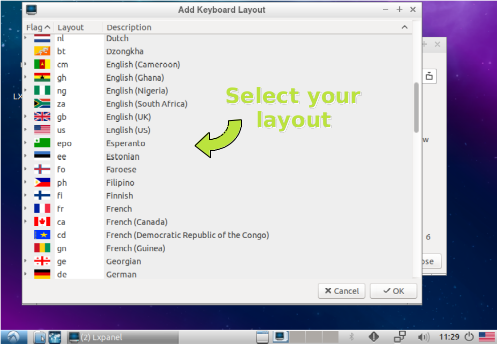 Add Keyboard Layout
Flag Layout Description
nl Dutch
bt Dzongkha
cm English (Cameroon)
gh English (Ghana)
ng English (Nigeria)
za English (South Africa)
gb English (UK)
us English (US)
epo Esperanto
ee Estonian
fo Faroese
ph Filipino
fi Finnish
fr French
ca French (Canada)
cd French (Democratic Republic of the Congo)
gn French (Guinea)
ge Georgian
de German
Select your
layout
LX
w
6
ose
Cancel OK
(2) Lxpanel
11:29